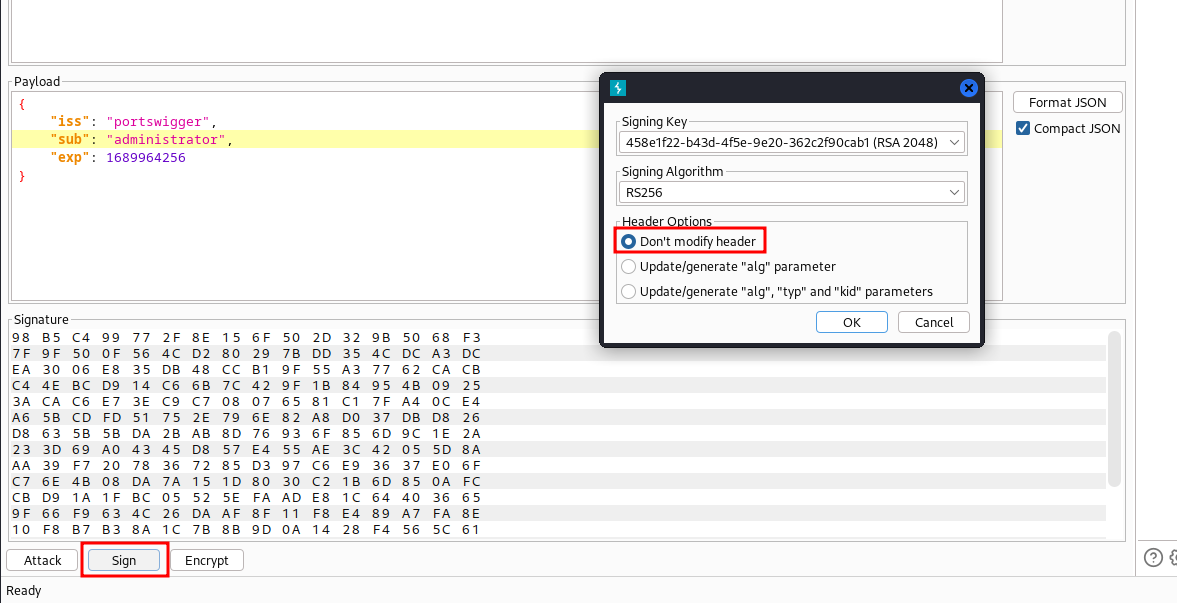 Payload
{
"iss": "portswigger",
"sub": "administrator",
"exp": 1689964256
}
Format JSON
Compact JSON
Signing Key
458e1f22-b43d-4f5e-9e20-362c2f90cab1 (RSA 2048)
Signing Algorithm
RS256
Header Options
Don't modify header
Update/generate "alg" parameter
Update/generate "alg", "typ" and "kid" parameters
OK Cancel
Signature
98 B5 C4 99 77 2F 8E 15 6F 50 2D 32 9B 50 68 F3
7F 9F 50 0F 56 4C D2 80 29 7B DD 35 4C DC A3 DC
EA 30 06 E8 35 DB 48 CC B1 9F 55 A3 77 62 CA CB
C4 4E BC D9 14 C6 6B 7C 42 9F 1B 84 95 4B 09 25
3A CA C6 E7 3E C9 C7 08 07 65 81 C1 7F A4 0C E4
A6 5B CD FD 51 75 2E 79 6E 82 A8 D0 37 DB D8 26
D8 63 5B 5B DA 2B AB 8D 76 93 6F 85 6D 9C 1E 2A
23 3D 69 A0 43 45 D8 57 E4 55 AE 3C 42 05 5D 8A
AA 39 F7 20 78 36 72 85 D3 97 C6 E9 36 37 E0 6F
C7 6E 4B 08 DA 7A 15 1D 80 30 C2 1B 6D 85 0A FC
CB D9 1A 1F BC 05 52 5E FA AD E8 1C 64 40 36 65
9F 66 F9 63 4C 26 DA AF 8F 11 F8 E4 89 A7 FA 8E
10 F8 B7 B3 8A 1C 7B 8B 9D 0A 14 28 F4 56 5C 61
Attack Sign Encrypt
Ready